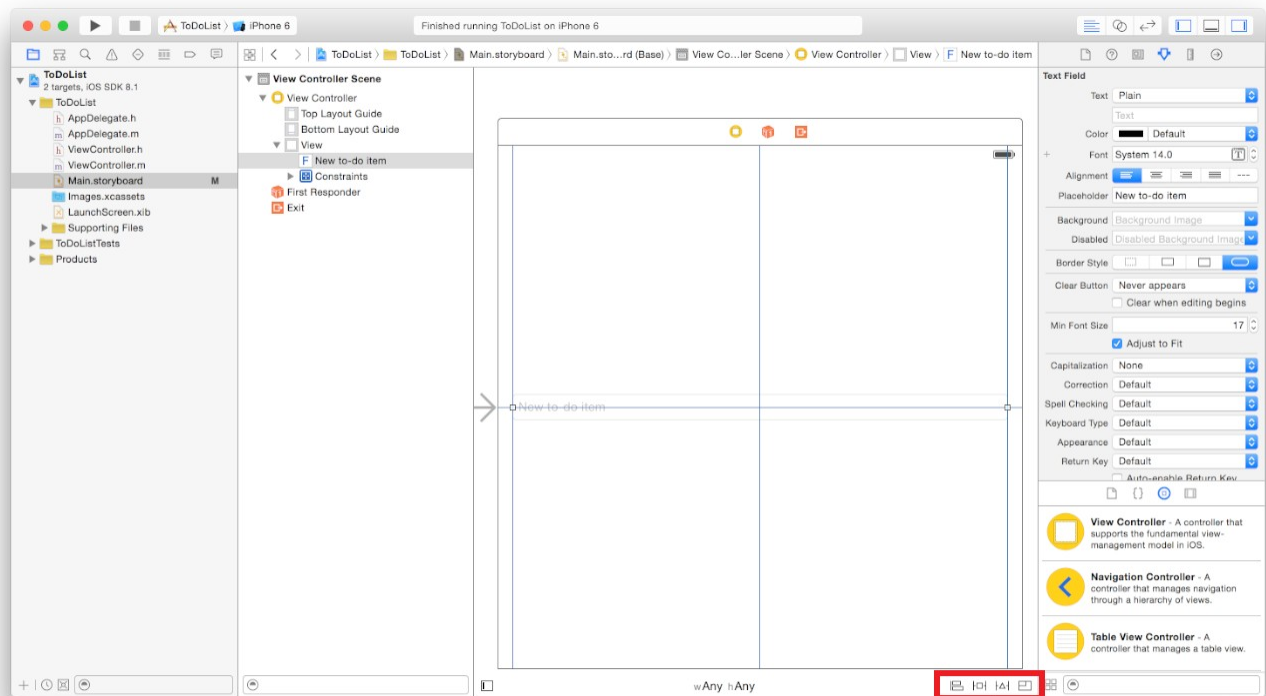 ToDoList › iPhone 6
Finished running ToDoList on iPhone 6
ToDoList › ToDoList › Main.storyboard › Main.sto...rd (Base) › View Co...ler Scene › View Controller › View › F New to-do item
ToDoList
2 targets, iOS SDK 8.1
ToDoList
h AppDelegate.h
m AppDelegate.m
h ViewController.h
m ViewController.m
Main.storyboard M
Images.xcassets
LaunchScreen.xib
Supporting Files
ToDoListTests
Products
View Controller Scene
View Controller
Top Layout Guide
Bottom Layout Guide
View
F New to-do item
Constraints
First Responder
Exit
New to-do item
wAny hAny
Text Field
Text Plain
Text
Color Default
+ Font System 14.0 T
Alignment
Placeholder New to-do item
Background Background Image
Disabled Disabled Background Image
Border Style
Clear Button Never appears
Clear when editing begins
Min Font Size 17
Adjust to Fit
Capitalization None
Correction Default
Spell Checking Default
Keyboard Type Default
Appearance Default
Return Key Default
Auto-enable Return Key
{}
View Controller - A controller that
supports the fundamental view-
management model in iOS.
Navigation Controller - A
controller that manages navigation
through a hierarchy of views.
Table View Controller - A
controller that manages a table view.